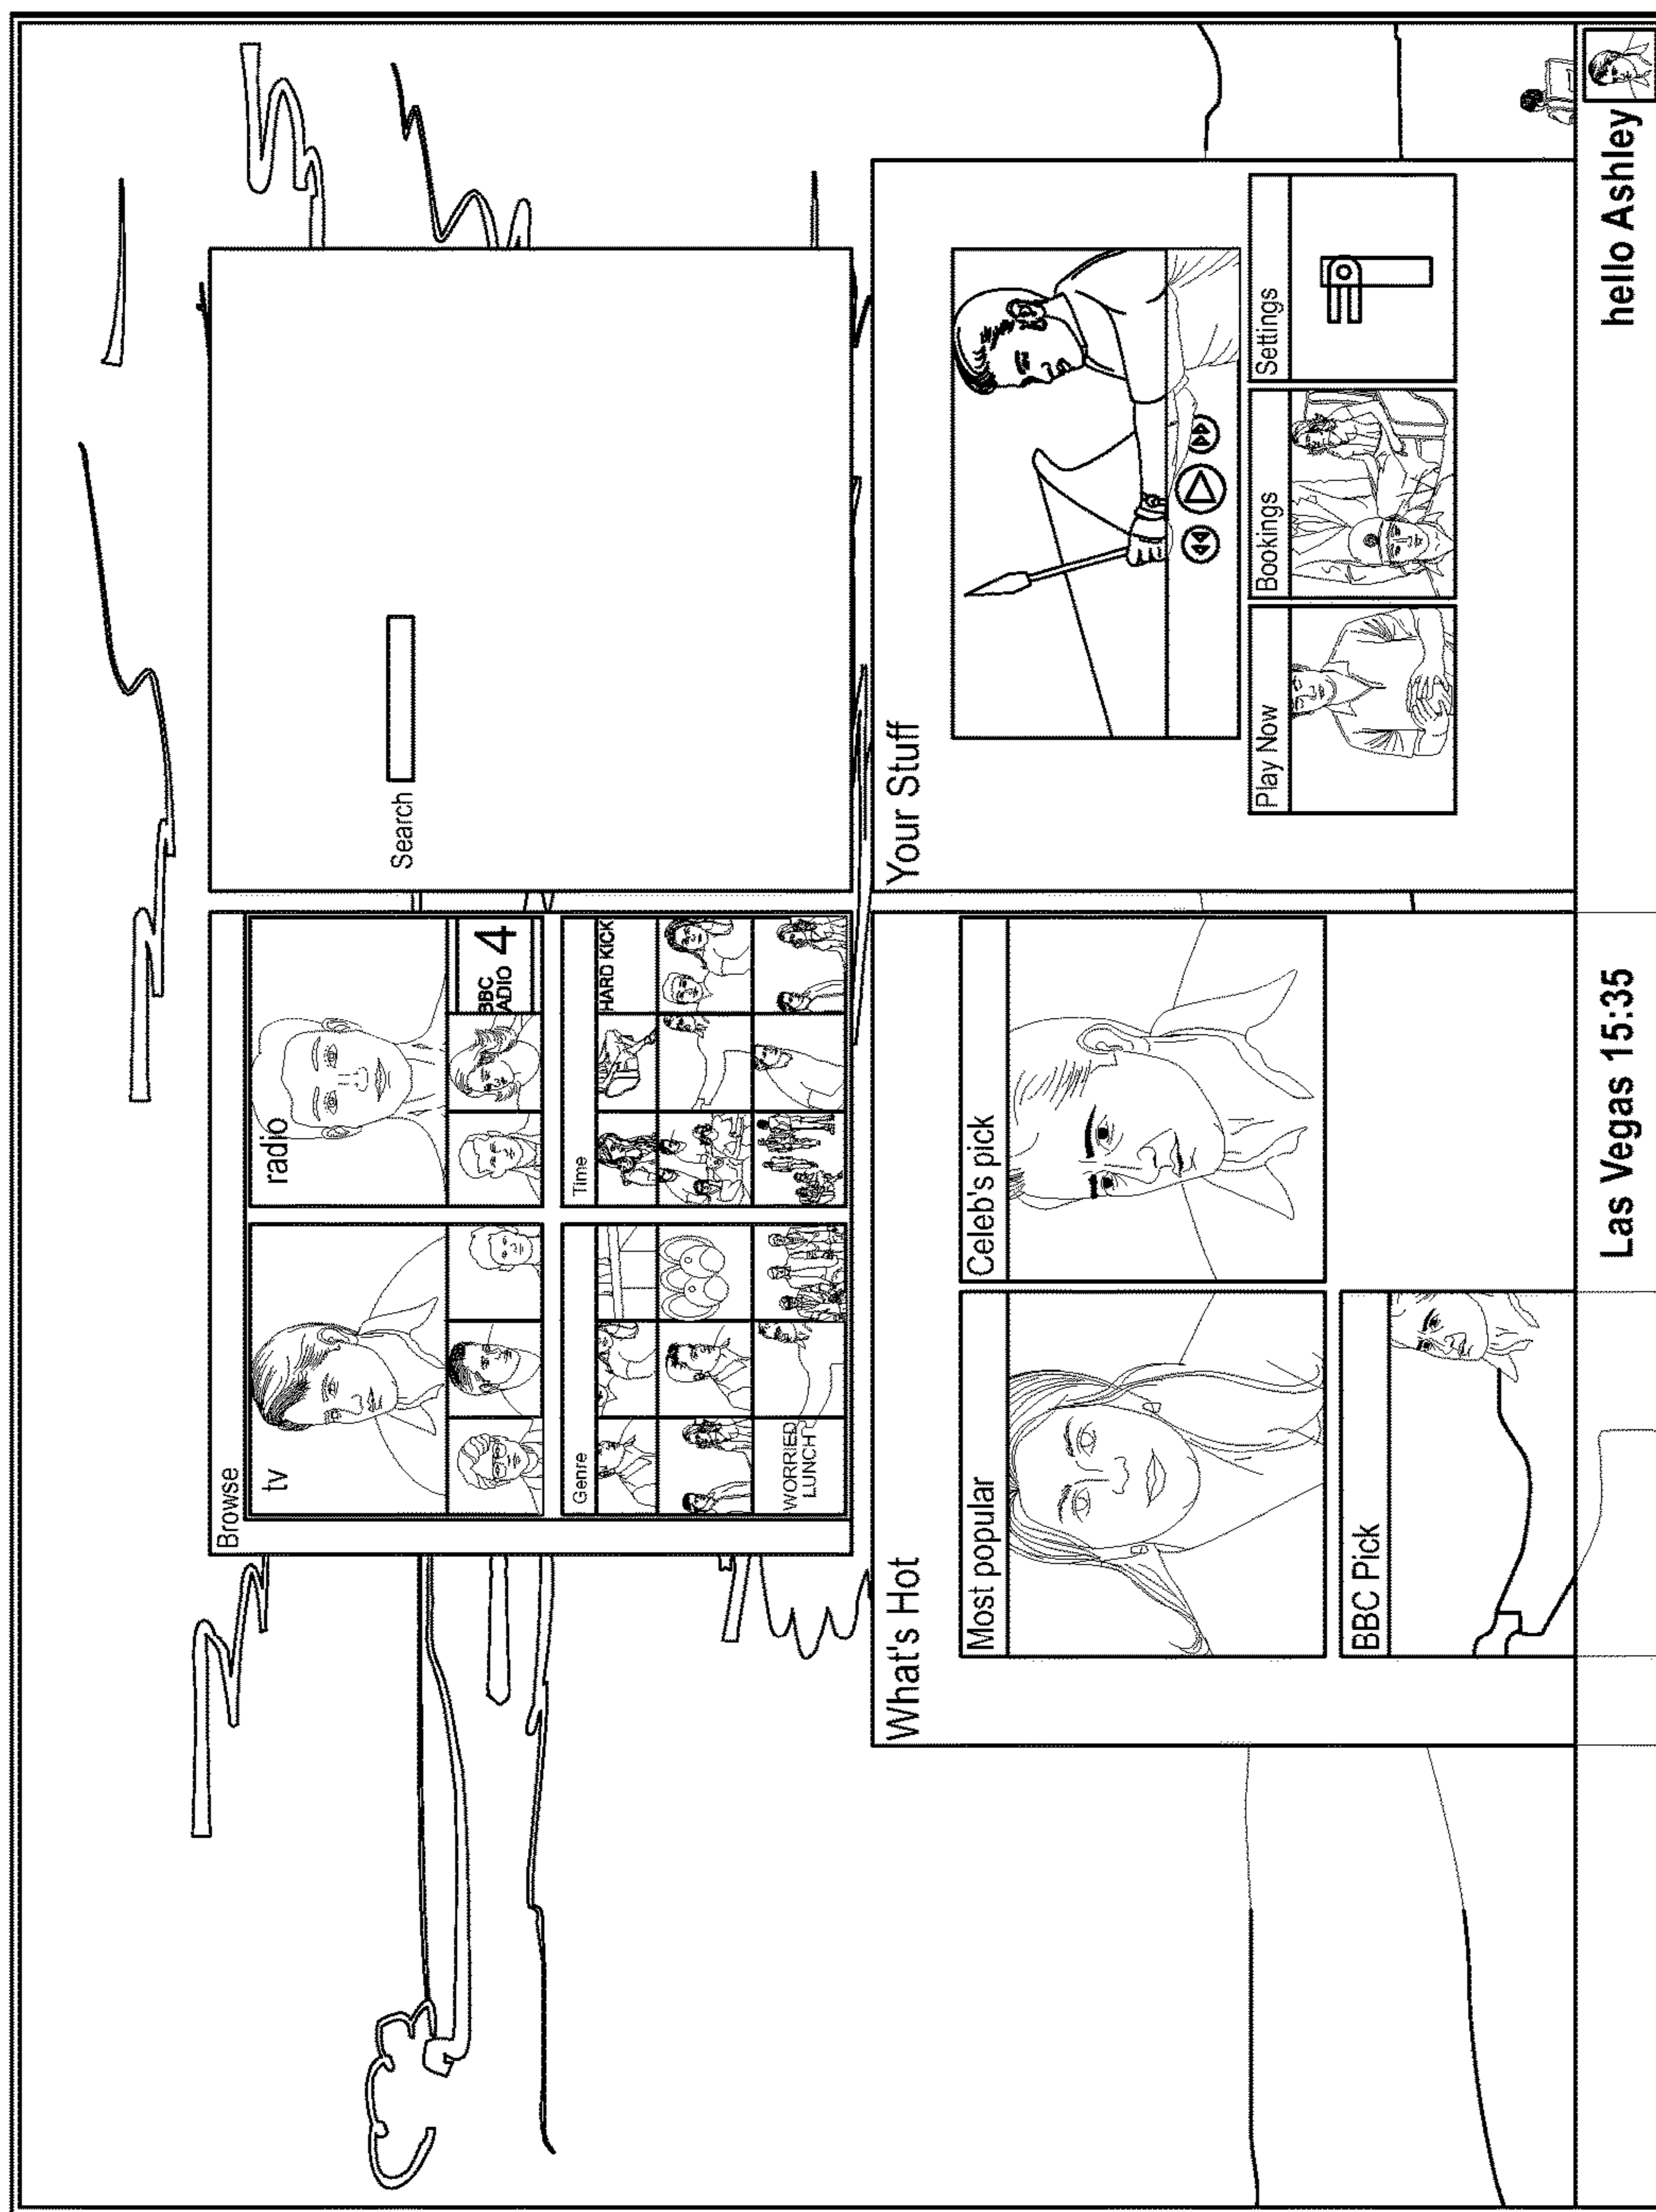 Browse
tv
radio
BBC
ADIO 4
Genre
WORRIED
LUNCH
Time
HARD KICK
Search
What's Hot
Most popular
Celeb's pick
BBC Pick
Your Stuff
Play Now
Bookings
Settings
Las Vegas 15:35
hello Ashley